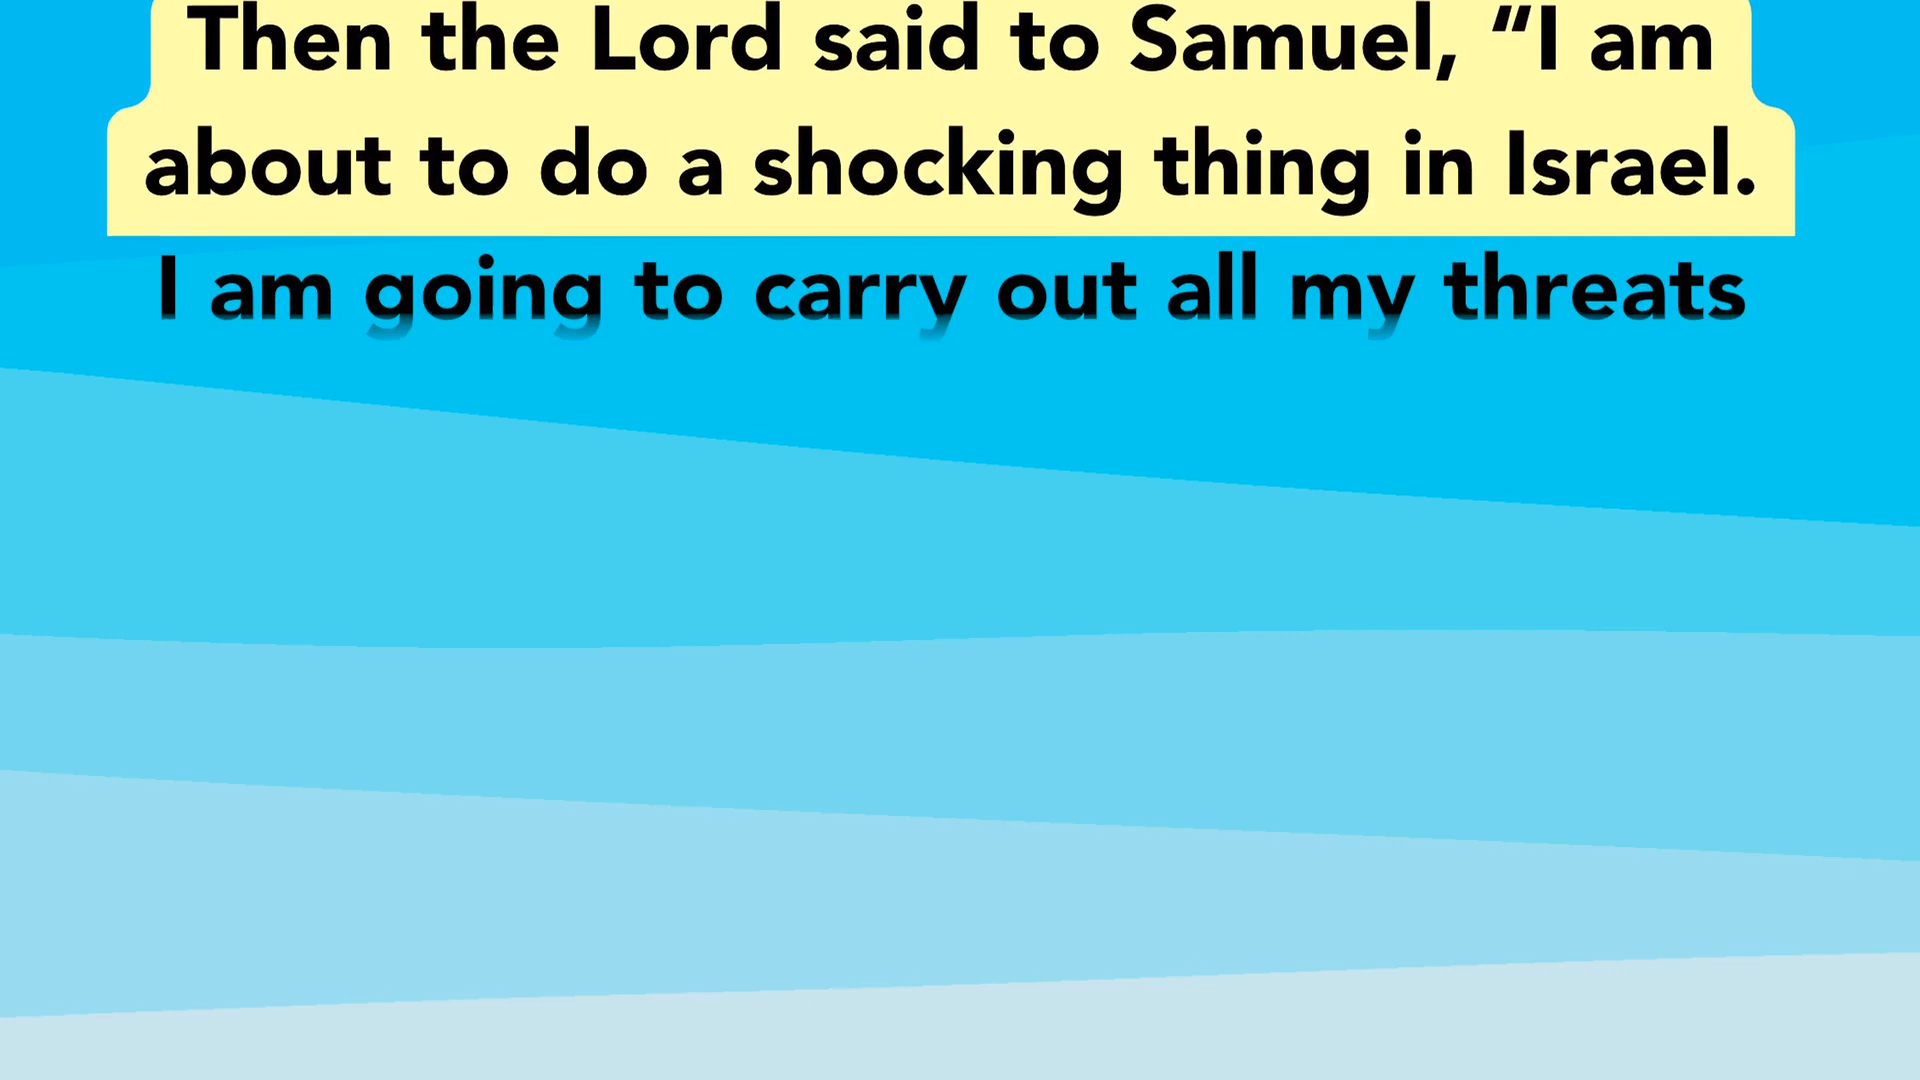 Then the Lord said to Samuel, “I am
about to do a shocking thing in Israel.
I am going to carry out all my threats